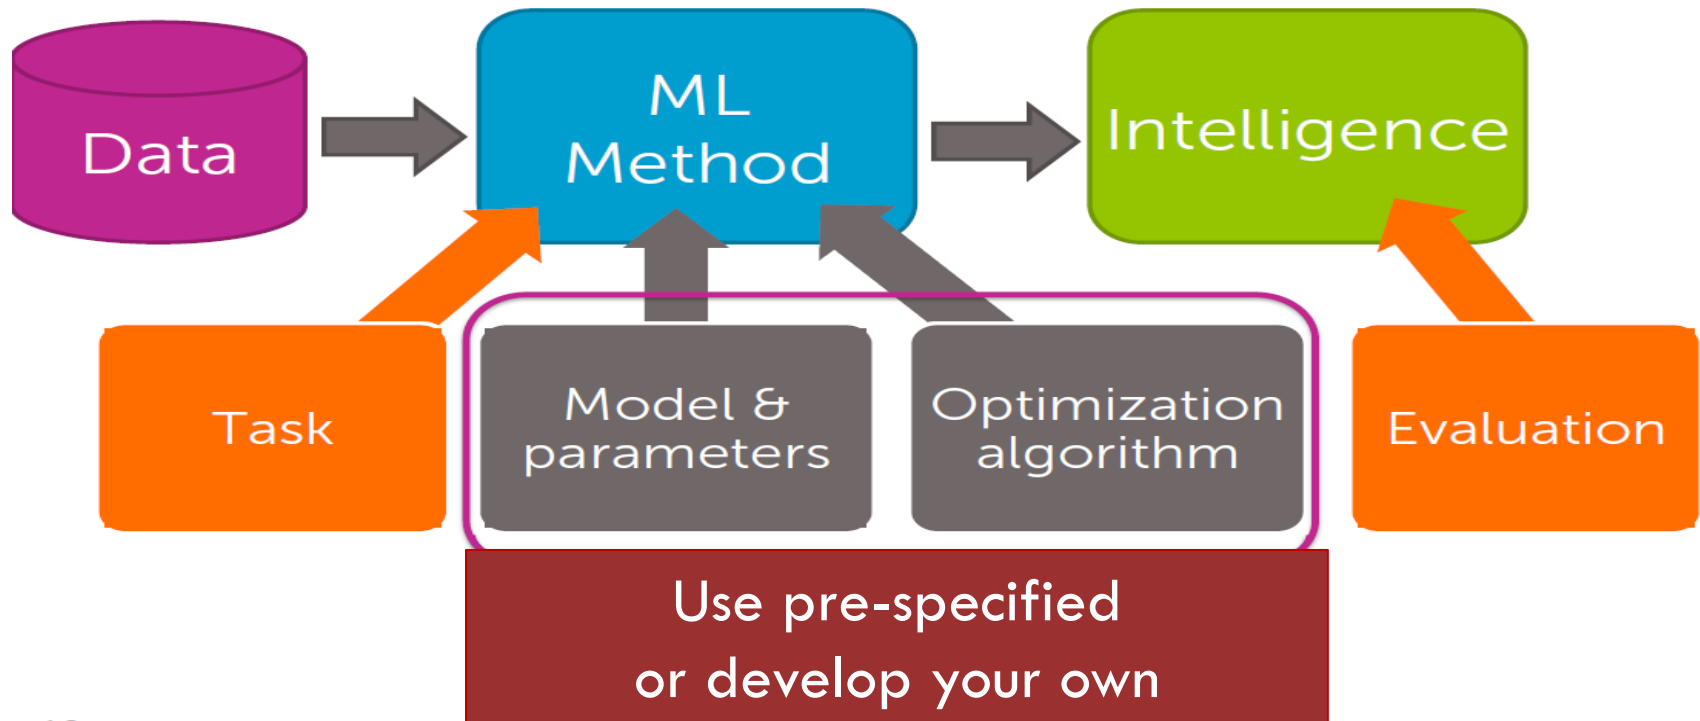 Data
ML
Method
Intelligence
Task
Model &
parameters
Optimization
algorithm
Evaluation
Use pre-specified
or develop your own